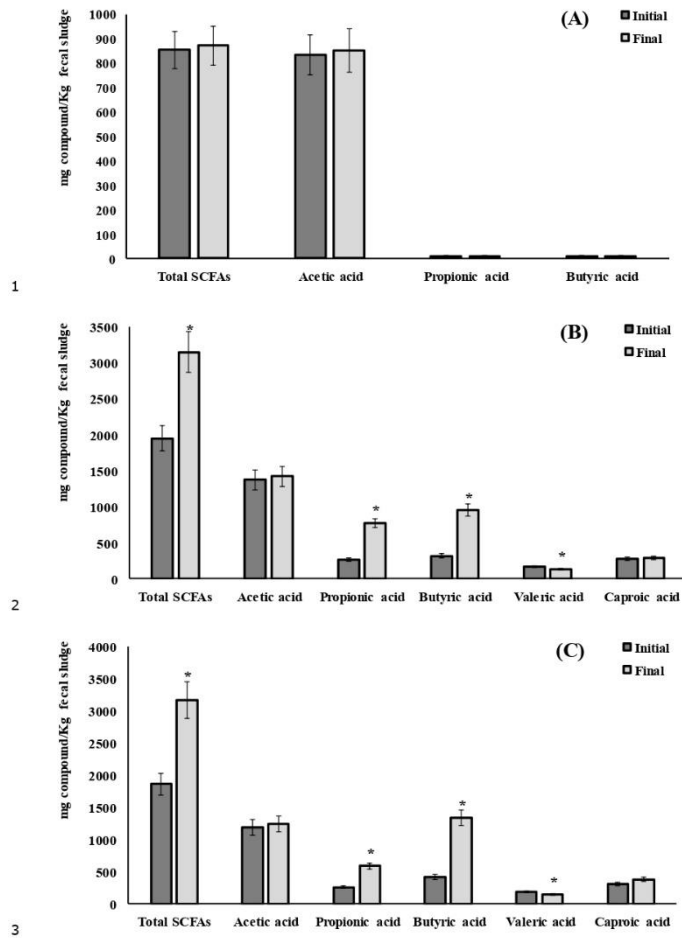 (A)
Initial
Final
mg compound/Kg fecal sludge
1000
900
800
700
600
500
400
300
200
100
0
Total SCFAs Acetic acid Propionic acid Butyric acid
1
(B)
Initial
Final
mg compound/Kg fecal sludge
3500
3000
2500
2000
1500
1000
500
0
* * * *
Total SCFAs Acetic acid Propionic acid Butyric acid Valeric acid Caproic acid
2
(C)
Initial
Final
mg compound/Kg fecal sludge
4000
3500
3000
2500
2000
1500
1000
500
0
* * * *
Total SCFAs Acetic acid Propionic acid Butyric acid Valeric acid Caproic acid
3